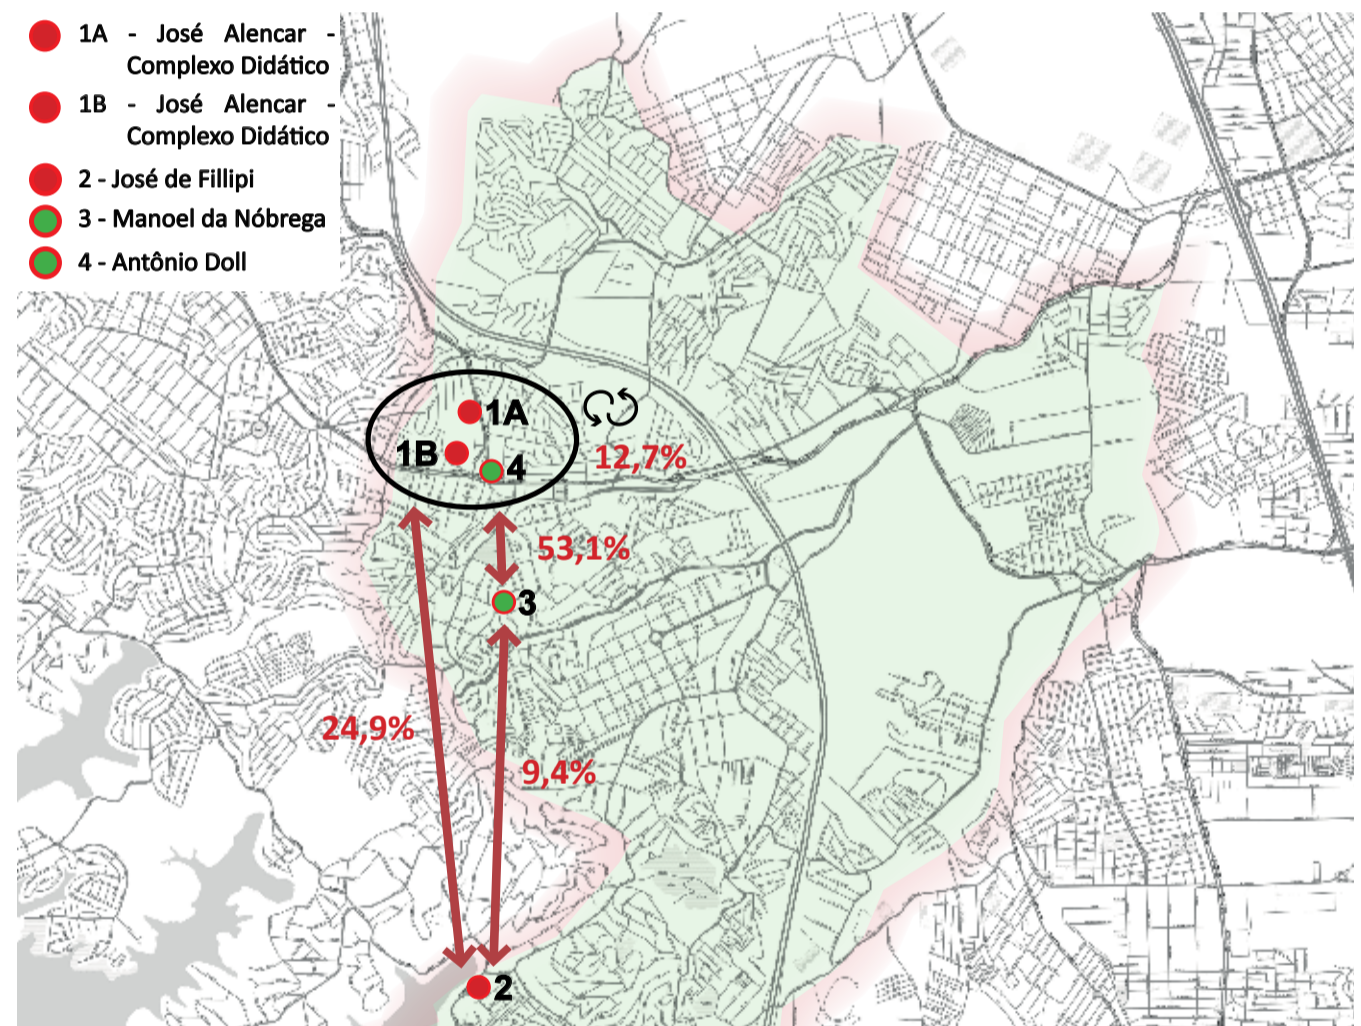 1A - José Alencar -
Complexo Didático
1B - José Alencar -
Complexo Didático
2 - José de Fillipi
3 - Manoel da Nóbrega
4 - Antônio Doll
1A
1B
4
12,7%
53,1%
3
24,9%
9,4%
2